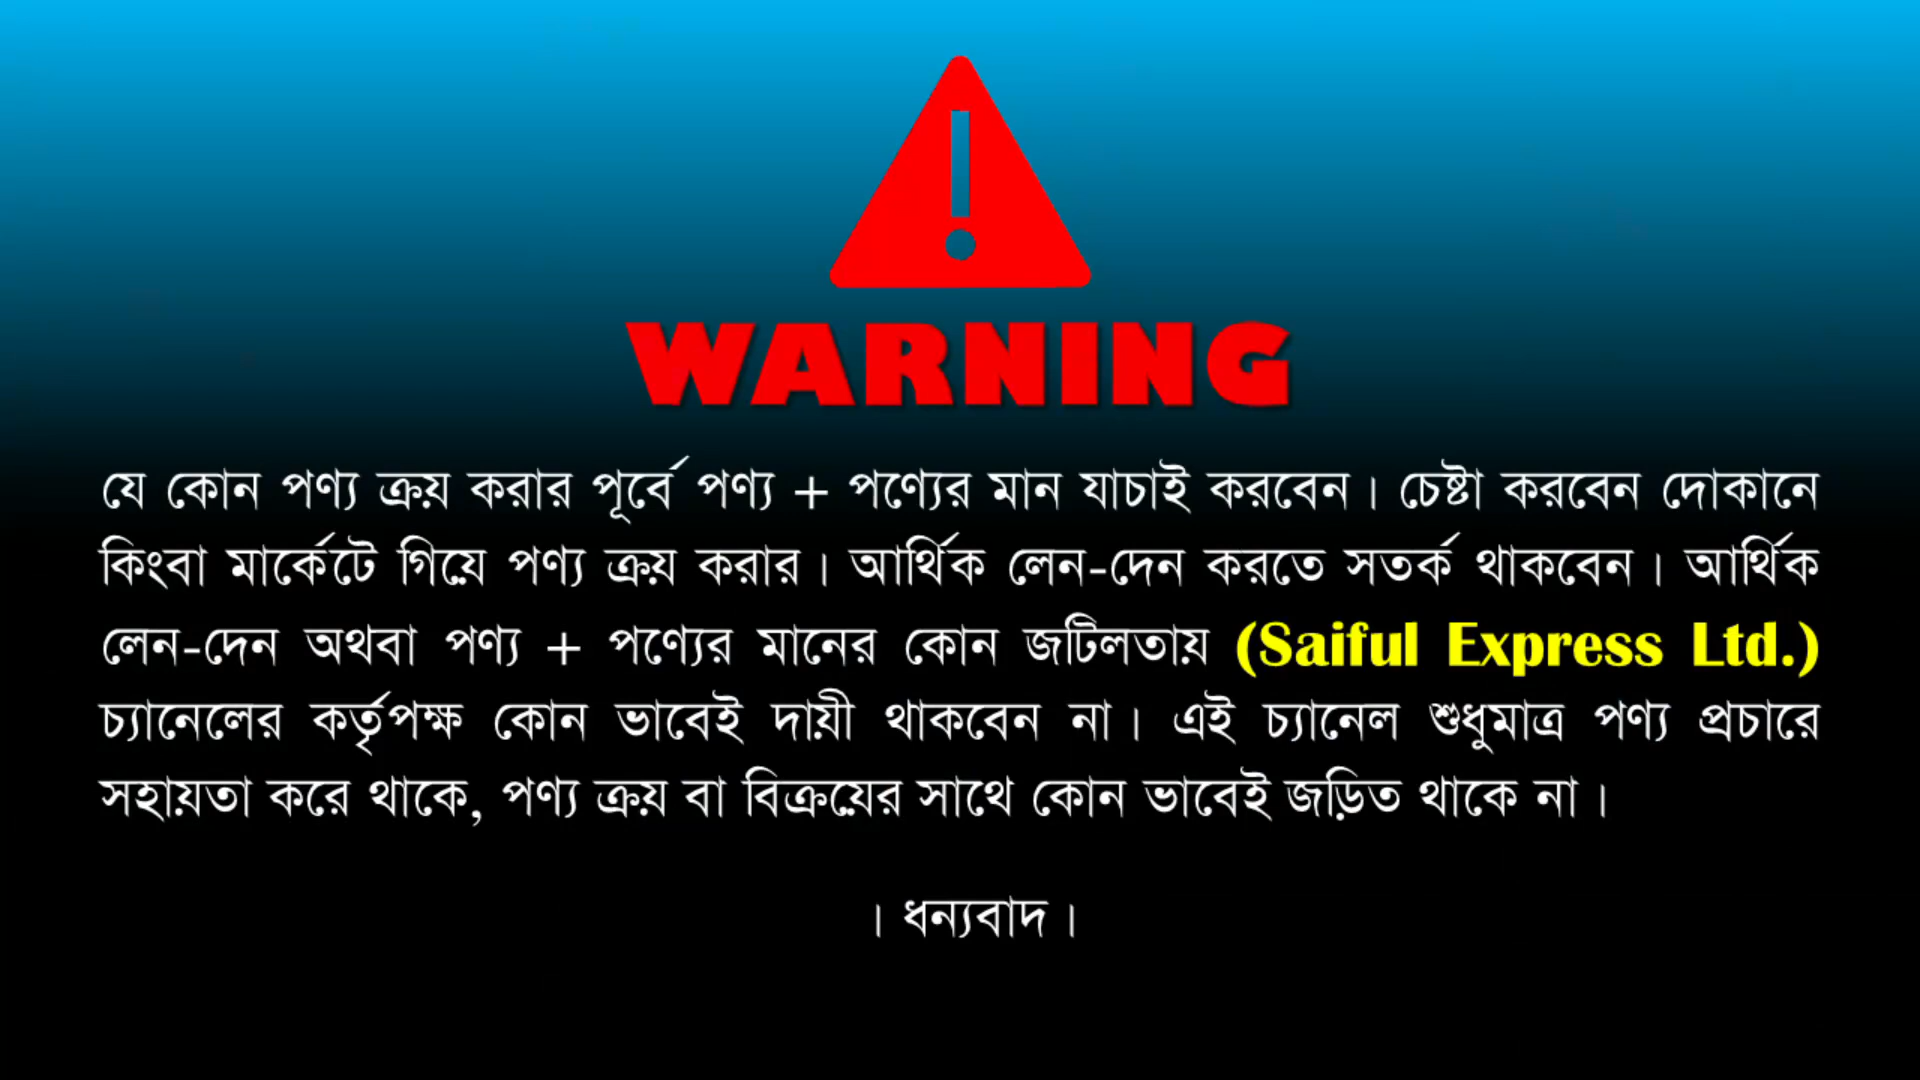 WARNING
যে কোন পণ্য ক্রয় করার পূর্বে পণ্য + পণ্যের মান যাচাই করবেন। চেষ্টা করবেন দোকানে
কিংবা মার্কেটে গিয়ে পণ্য ক্রয় করার। আর্থিক লেন-দেন করতে সতর্ক থাকবেন। আর্থিক
লেন-দেন অথবা পণ্য + পণ্যের মানের কোন জটিলতায় (Saiful Express Ltd.)
চ্যানেলের কর্তৃপক্ষ কোন ভাবেই দায়ী থাকবেন না। এই চ্যানেল শুধুমাত্র পণ্য প্রচারে
সহায়তা করে থাকে, পণ্য ক্রয় বা বিক্রয়ের সাথে কোন ভাবেই জড়িত থাকে না।
। ধন্যবাদ।